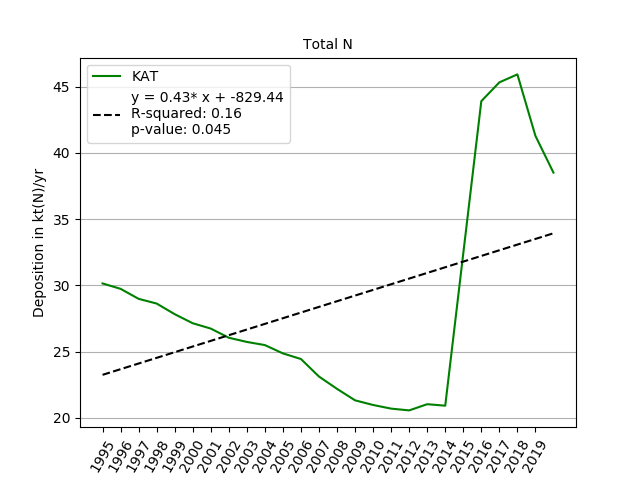 Total N
Deposition in kt(N)/yr
KAT
y = 0.43* x + -829.44
R-squared: 0.16
p-value: 0.045
45
40
35
30
25
20
1995 1996 1997 1998 1999 2000 2001 2002 2003 2004 2005 2006 2007 2008 2009 2010 2011 2012 2013 2014 2015 2016 2017 2018 2019